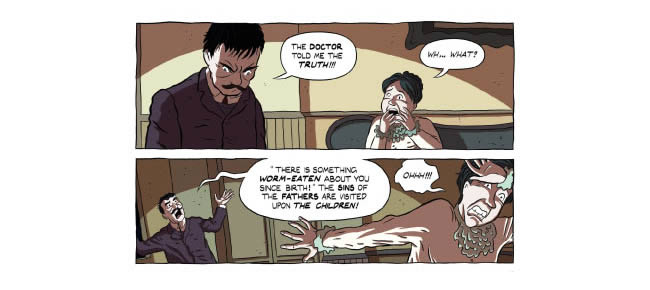 THE DOCTOR
TOLD ME THE
TRUTH!!!
WH... WHAT?
"THERE IS SOMETHING
WORM-EATEN ABOUT YOU
SINCE BIRTH!" THE SINS OF
THE FATHERS ARE VISITED
UPON THE CHILDREN!
OHHH!!!